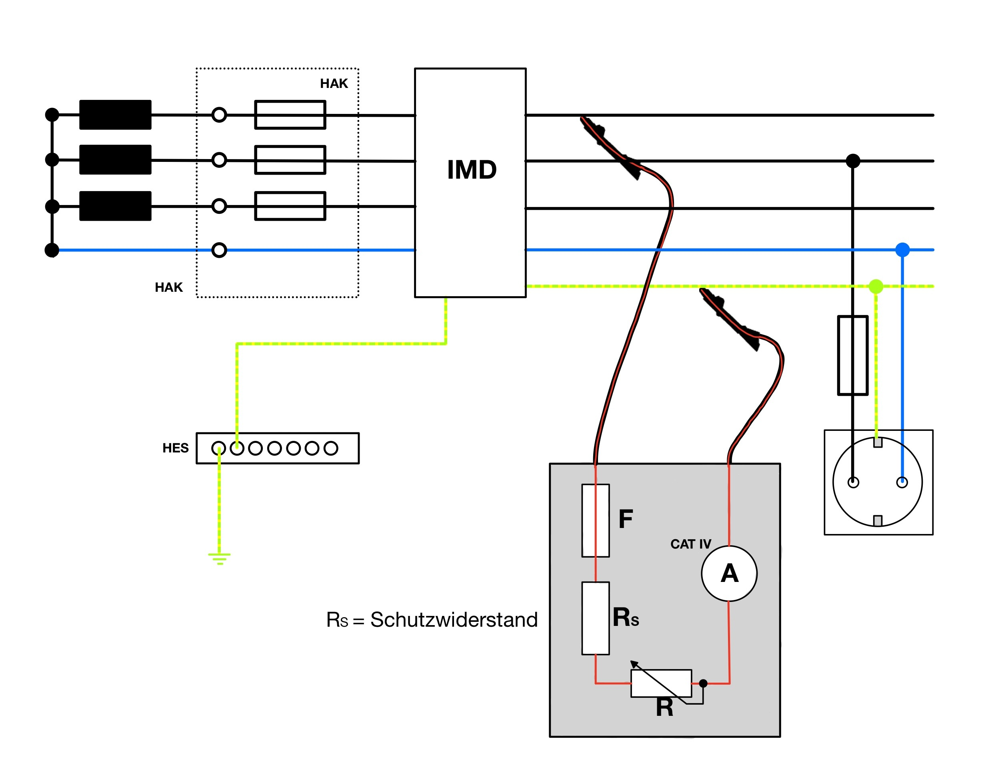 HAK
IMD
HAK
HES
F
CAT IV
A
Rs = Schutzwiderstand
Rs
R